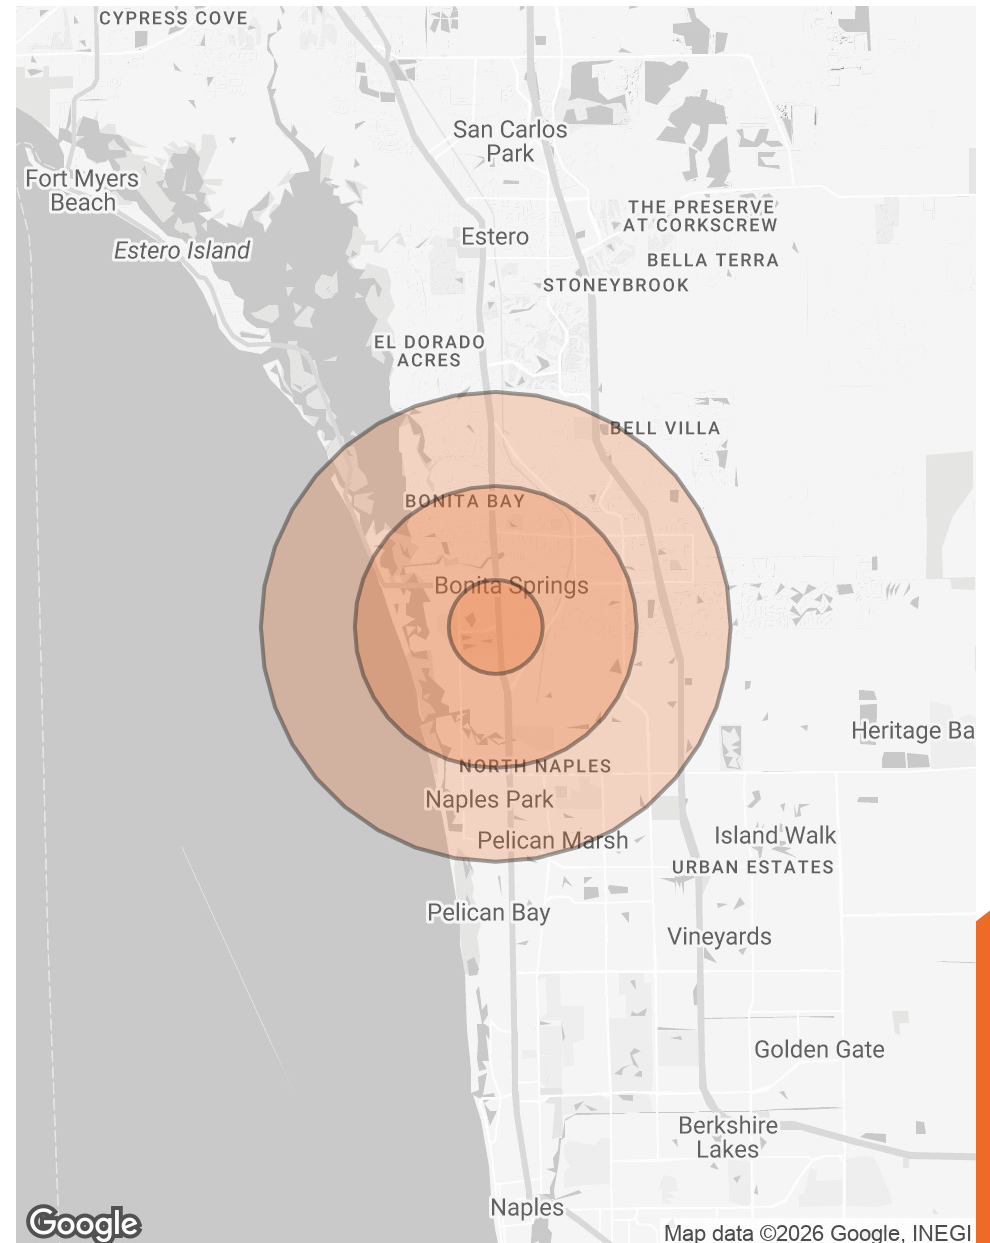 CYPRESS COVE
San Carlos
Park
Fort Myers
Beach
THE PRESERVE
AT CORKSCREW
Estero
Estero Island
BELLA TERRA
STONEYBROOK
EL DORADO
ACRES
BELL VILLA
BONITA BAY
Bonita Springs
Heritage Ba
NORTH NAPLES
Naples Park
Pelican Marsh
Island Walk
URBAN ESTATES
Pelican Bay
Vineyards
Golden Gate
Berkshire
Lakes
Naples
Google
Map data ©2026 Google, INEGI